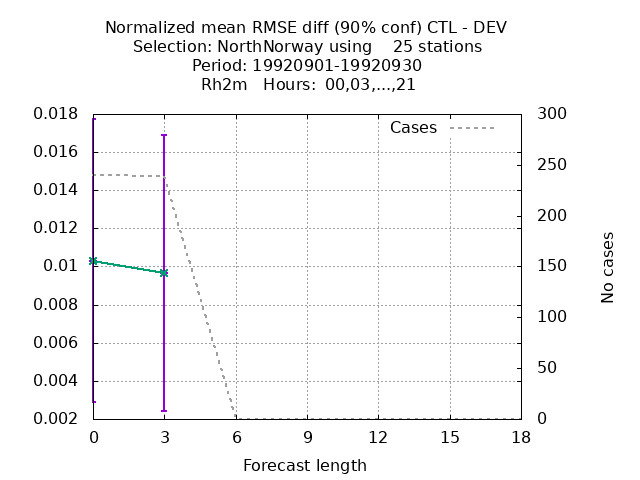 Normalized mean RMSE diff (90% conf) CTL - DEV
Selection: NorthNorway using    25 stations
Period: 19920901-19920930
Rh2m   Hours:  00,03,...,21
0.018
0.016
0.014
0.012
0.01
0.008
0.006
0.004
0.002
Cases
300
250
200
150
100
50
0
No cases
0 3 6 9 12 15 18
Forecast length